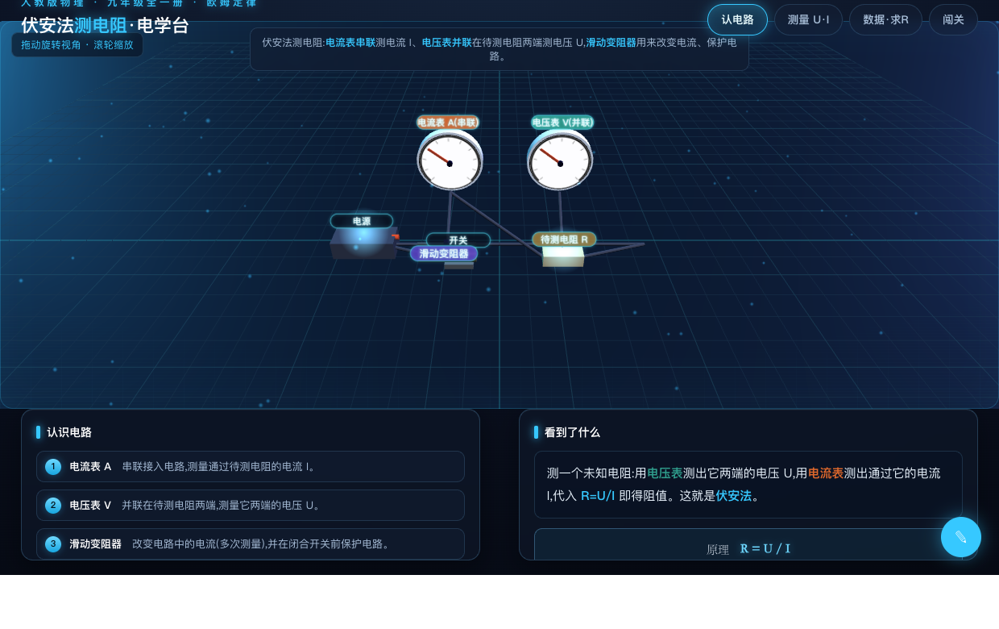 人教版物理 · 九年级全一册 · 欧姆定律
伏安法测电阻·电学台
认电路
测量 U·I
数据·求R
闯关
拖动旋转视角 · 滚轮缩放
伏安法测电阻:电流表串联测电流 I、电压表并联在待测电阻两端测电压 U,滑动变阻器用来改变电流、保护电
路。
电流表 A(串联)
电压表 V(并联)
电源
开关
待测电阻 R
滑动变阻器
认识电路
1 电流表 A 串联接入电路,测量通过待测电阻的电流 I。
2 电压表 V 并联在待测电阻两端,测量它两端的电压 U。
3 滑动变阻器 改变电路中的电流(多次测量),并在闭合开关前保护电路。
看到了什么
测一个未知电阻:用电压表测出它两端的电压 U,用电流表测出通过它的电流
I,代入 R=U/I 即得阻值。这就是伏安法。
原理 R = U / I